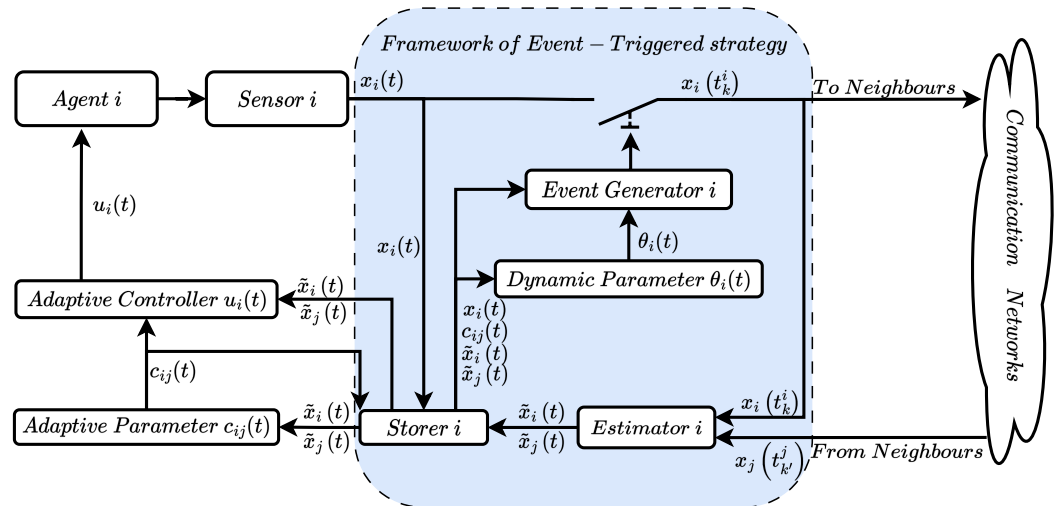 Framework of Event − Triggered strategy
Agent i
Sensor i
x_i(t)
x_i (t_k^i)
To Neighbours
Communication Networks
Event Generator i
u_i(t)
x_i(t)
θ_i(t)
Dynamic Parameter θ_i(t)
Adaptive Controller u_i(t)
x̃_i (t)
x̃_j (t)
x_i(t)
c_ij(t)
x̃_i (t)
x̃_j (t)
c_ij(t)
Adaptive Parameter c_ij(t)
x̃_i (t)
x̃_j (t)
Storer i
x̃_i (t)
x̃_j (t)
Estimator i
x_i (t_k^i)
x_j (t_k'^j)
From Neighbours